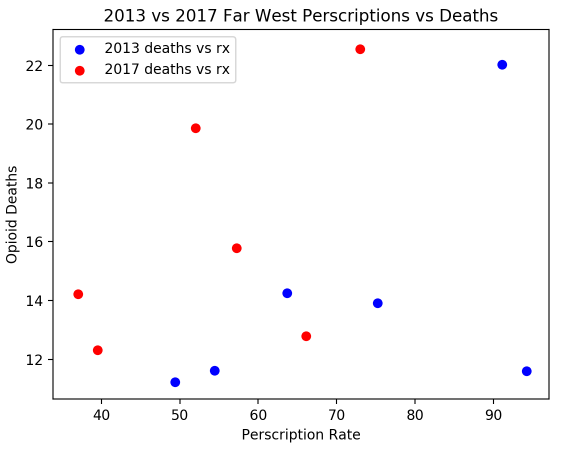 2013 vs 2017 Far West Perscriptions vs Deaths
2013 deaths vs rx
2017 deaths vs rx
Opioid Deaths
22
20
18
16
14
12
40 50 60 70 80 90
Perscription Rate